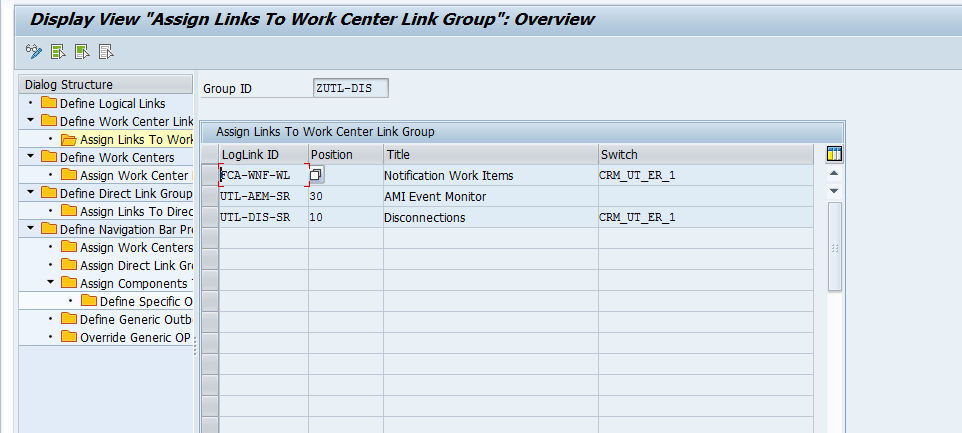 Display View "Assign Links To Work Center Link Group": Overview
Dialog Structure
Define Logical Links
Define Work Center Link
Assign Links To Work
Define Work Centers
Assign Work Center
Define Direct Link Group
Assign Links To Direc
Define Navigation Bar Pr
Assign Work Centers
Assign Direct Link Gr
Assign Components
Define Specific O
Define Generic Outb
Override Generic OP
Group ID ZUTL-DIS
Assign Links To Work Center Link Group
LogLink ID Position Title Switch
FCA-WNF-WL Notification Work Items CRM_UT_ER_1
UTL-AEM-SR 30 AMI Event Monitor
UTL-DIS-SR 10 Disconnections CRM_UT_ER_1